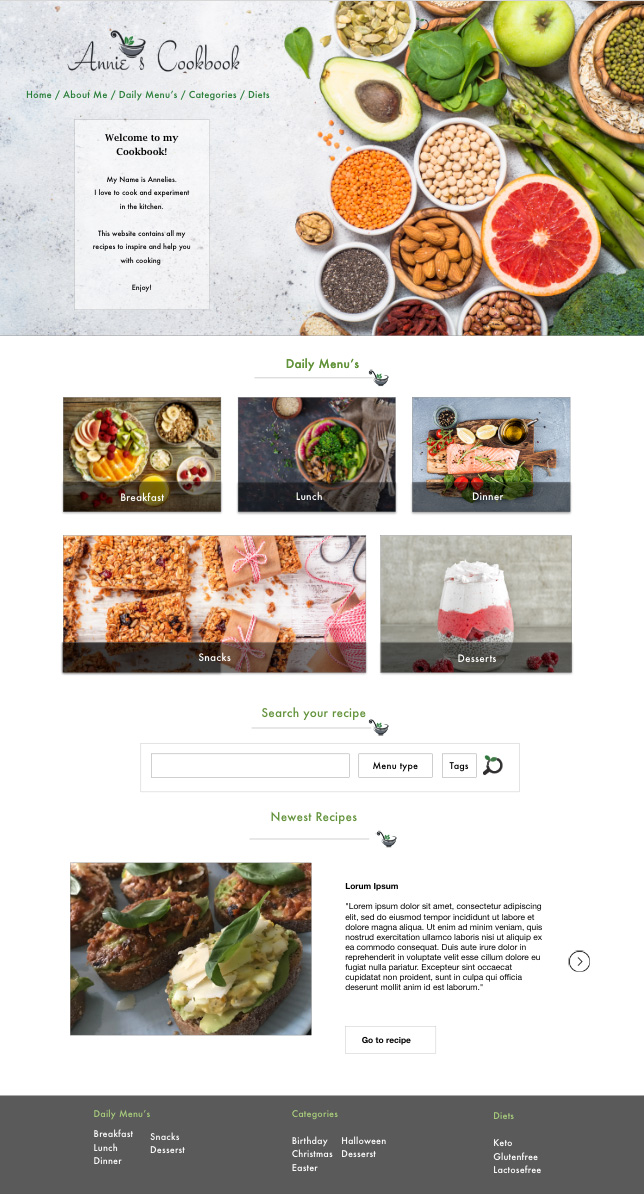 Annie's Cookbook
Home / About Me / Daily Menu's / Categories / Diets
Welcome to my
Cookbook!
My Name is Annelies.
I love to cook and experiment
in the kitchen.
This website contains all my
recipes to inspire and help you
with cooking
Enjoy!
Daily Menu's
Breakfast
Lunch
Dinner
Snacks
Desserts
Search your recipe
Menu type
Tags
Newest Recipes
Lorum Ipsum
"Lorem ipsum dolor sit amet, consectetur adipiscing
elit, sed do eiusmod tempor incididunt ut labore et
dolore magna aliqua. Ut enim ad minim veniam, quis
nostrud exercitation ullamco laboris nisi ut aliquip ex
ea commodo consequat. Duis aute irure dolor in
reprehenderit in voluptate velit esse cillum dolore eu
fugiat nulla pariatur. Excepteur sint occaecat
cupidatat non proident, sunt in culpa qui officia
deserunt mollit anim id est laborum."
Go to recipe
Daily Menu's
Breakfast
Lunch
Dinner
Snacks
Desserst
Categories
Birthday
Christmas
Easter
Halloween
Desserst
Diets
Keto
Glutenfree
Lactosefree